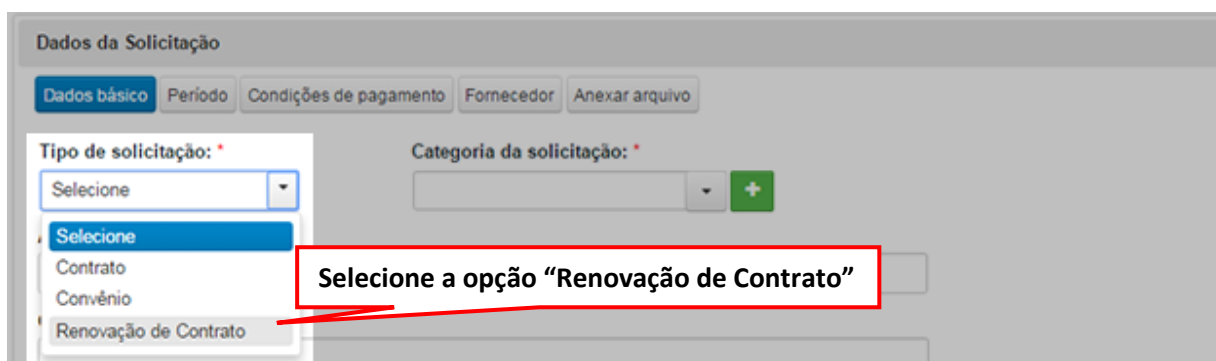 Dados da Solicitação
Dados básico Período Condições de pagamento Fornecedor Anexar arquivo
Tipo de solicitação: * Categoria da solicitação: *
Selecione
Selecione
Contrato
Selecione a opção “Renovação de Contrato”
Convênio
Renovação de Contrato